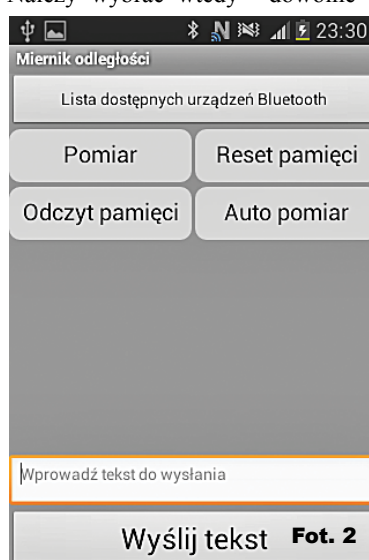 Należy wybrać wtedy dowolne
23:30
Miernik odległości
Lista dostępnych urządzeń Bluetooth
Pomiar Reset pamięci
Odczyt pamięci Auto pomiar
Wprowadź tekst do wysłania
Wyślij tekst Fot. 2